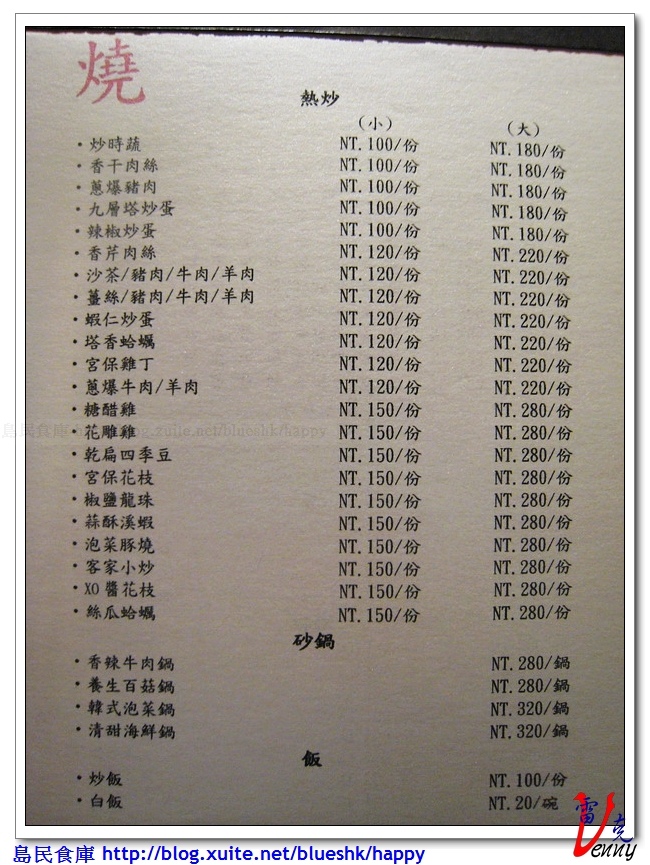 燒
熱炒
(小) (大)
·炒時蔬 NT.100/份 NT.180/份
·香干肉絲 NT.100/份 NT.180/份
·蔥爆豬肉 NT.100/份 NT.180/份
·九層塔炒蛋 NT.100/份 NT.180/份
·辣椒炒蛋 NT.100/份 NT.180/份
·香芹肉絲 NT.120/份 NT.220/份
·沙茶/豬肉/牛肉/羊肉 NT.120/份 NT.220/份
·薑絲/豬肉/牛肉/羊肉 NT.120/份 NT.220/份
·蝦仁炒蛋 NT.120/份 NT.220/份
·塔香蛤蠣 NT.120/份 NT.220/份
·宮保雞丁 NT.120/份 NT.220/份
·蔥爆牛肉/羊肉 NT.120/份 NT.220/份
·糖醋雞 NT.150/份 NT.280/份
·花雕雞 NT.150/份 NT.280/份
·乾扁四季豆 NT.150/份 NT.280/份
·宮保花枝 NT.150/份 NT.280/份
·椒鹽龍珠 NT.150/份 NT.280/份
·蒜酥溪蝦 NT.150/份 NT.280/份
·泡菜豚燒 NT.150/份 NT.280/份
·客家小炒 NT.150/份 NT.280/份
·XO醬花枝 NT.150/份 NT.280/份
·絲瓜蛤蠣 NT.150/份 NT.280/份
砂鍋
·香辣牛肉鍋 NT.280/鍋
·養生百菇鍋 NT.280/鍋
·韓式泡菜鍋 NT.320/鍋
·清甜海鮮鍋 NT.320/鍋
飯
·炒飯 NT.100/份
·白飯 NT.20/碗
島民食庫 http://blog.xuite.net/blueshk/happy
雷克
Venny
島民食庫 http://blog.xuite.net/blueshk/happy